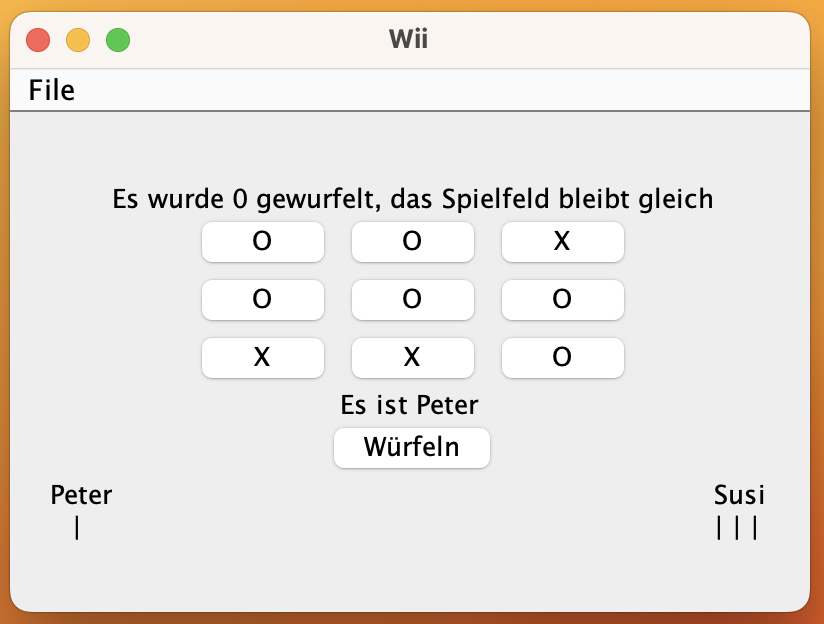 Wii
File
Es wurde 0 gewurfelt, das Spielfeld bleibt gleich
O O X
O O O
X X O
Es ist Peter
Würfeln
Peter Susi
| | | |